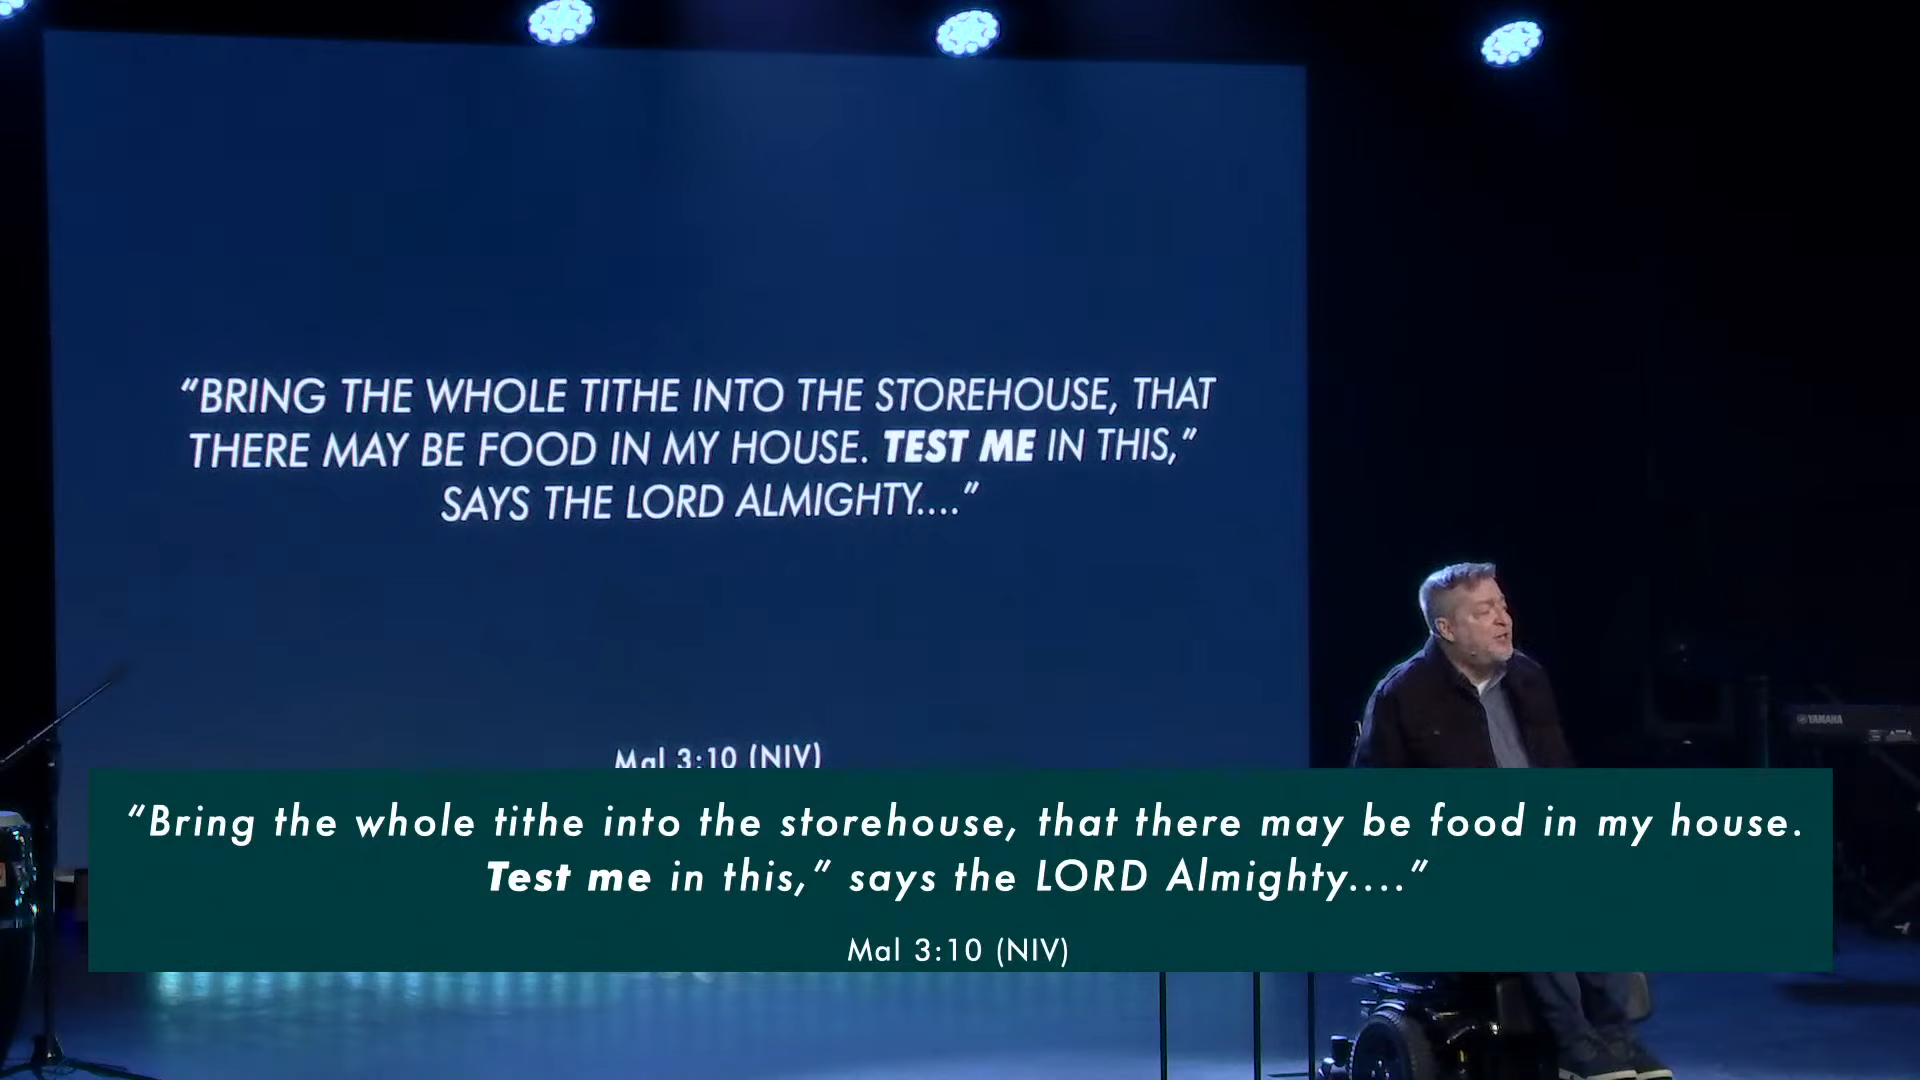 “BRING THE WHOLE TITHE INTO THE STOREHOUSE, THAT
THERE MAY BE FOOD IN MY HOUSE. TEST ME IN THIS,”
SAYS THE LORD ALMIGHTY....”
Mal 3:10 (NIV)
YAMAHA
“Bring the whole tithe into the storehouse, that there may be food in my house.
Test me in this,” says the LORD Almighty....”
Mal 3:10 (NIV)